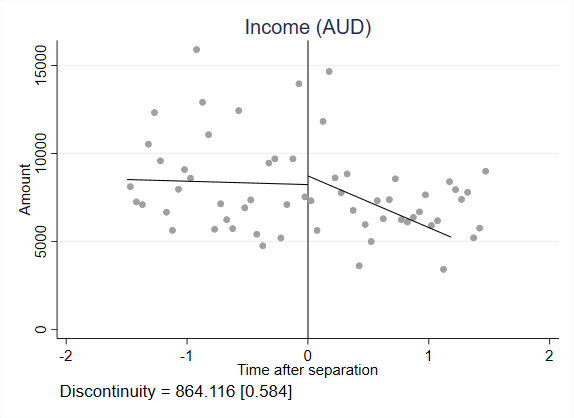 Income (AUD)
15000
10000
5000
0
Amount
-2
-1
0
1
2
Time after separation
Discontinuity = 864.116 [0.584]